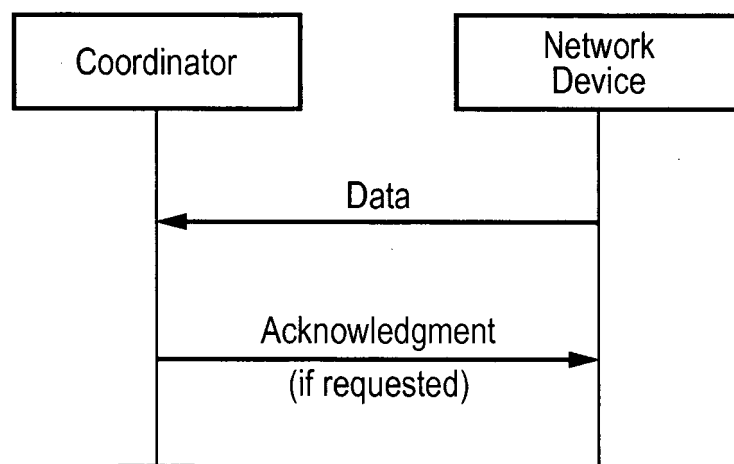 Coordinator
Network
Device
Data
Acknowledgment
(if requested)